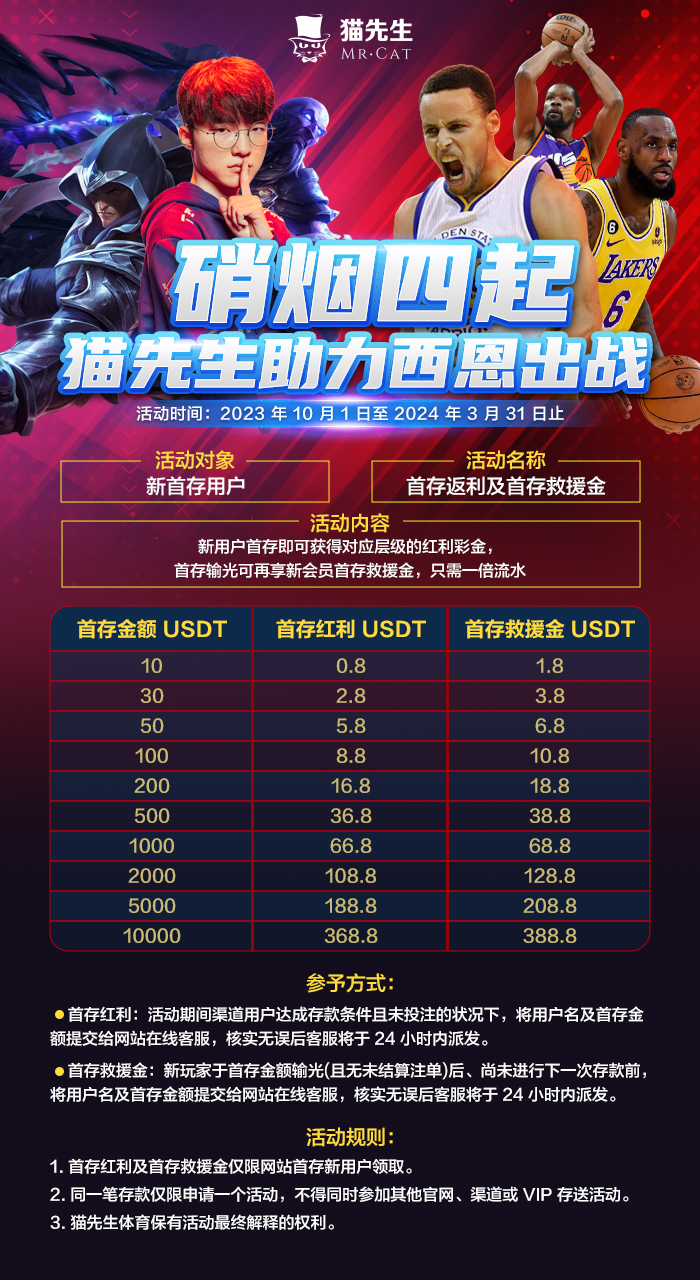 猫先生
MR·CAT
LDEN STA
LAKERS
6
6
硝烟四起
猫先生助力西恩出战
活动时间：2023 年 10 月 1 日至 2024 年 3 月 31 日止
活动对象
新首存用户
活动名称
首存返利及首存救援金
活动内容
新用户首存即可获得对应层级的红利彩金，
首存输光可再享新会员首存救援金，只需一倍流水
首存金额 USDT 首存红利 USDT 首存救援金 USDT
10 0.8 1.8
30 2.8 3.8
50 5.8 6.8
100 8.8 10.8
200 16.8 18.8
500 36.8 38.8
1000 66.8 68.8
2000 108.8 128.8
5000 188.8 208.8
10000 368.8 388.8
参予方式：
●首存红利：活动期间渠道用户达成存款条件且未投注的状况下，将用户名及首存金
额提交给网站在线客服，核实无误后客服将于 24 小时内派发。
●首存救援金：新玩家于首存金额输光(且无未结算注单)后、尚未进行下一次存款前，
将用户名及首存金额提交给网站在线客服，核实无误后客服将于 24 小时内派发。
活动规则：
1. 首存红利及首存救援金仅限网站首存新用户领取。
2. 同一笔存款仅限申请一个活动，不得同时参加其他官网、渠道或 VIP 存送活动。
3. 猫先生体育保有活动最终解释的权利。